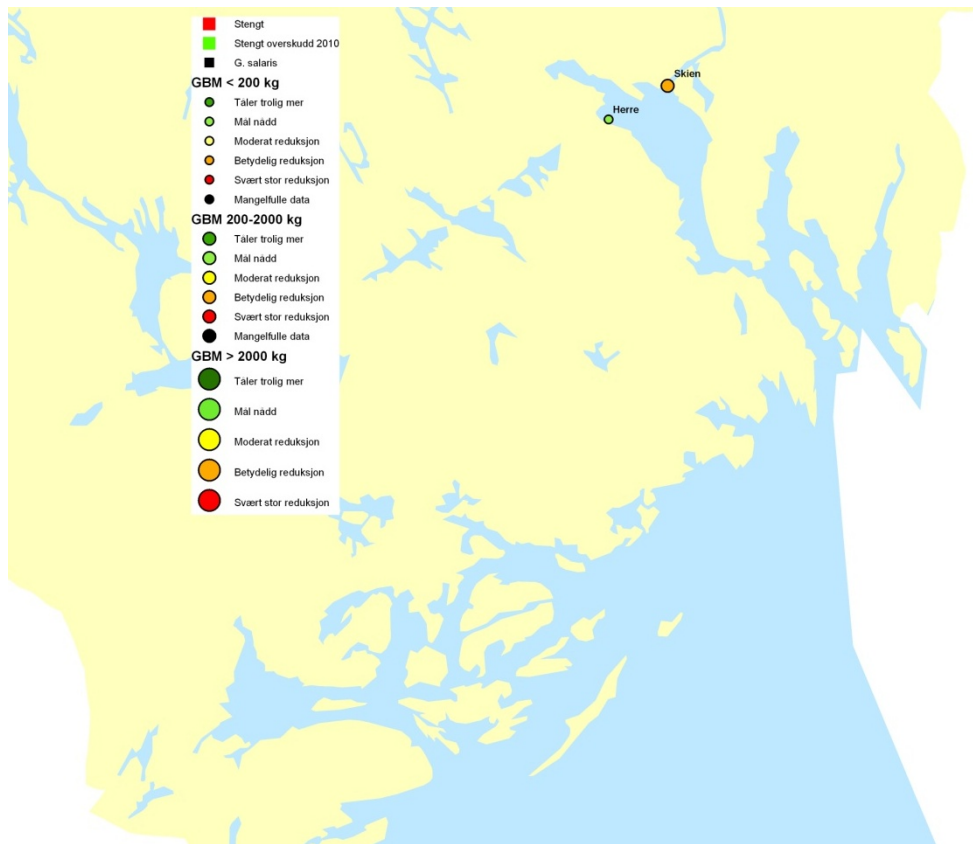 Stengt
Stengt overskudd 2010
G. salaris
GBM < 200 kg
Tåler trolig mer
Mål nådd
Moderat reduksjon
Betydelig reduksjon
Svært stor reduksjon
Mangelfulle data
GBM 200-2000 kg
Tåler trolig mer
Mål nådd
Moderat reduksjon
Betydelig reduksjon
Svært stor reduksjon
Mangelfulle data
GBM > 2000 kg
Tåler trolig mer
Mål nådd
Moderat reduksjon
Betydelig reduksjon
Svært stor reduksjon
Skien
Herre